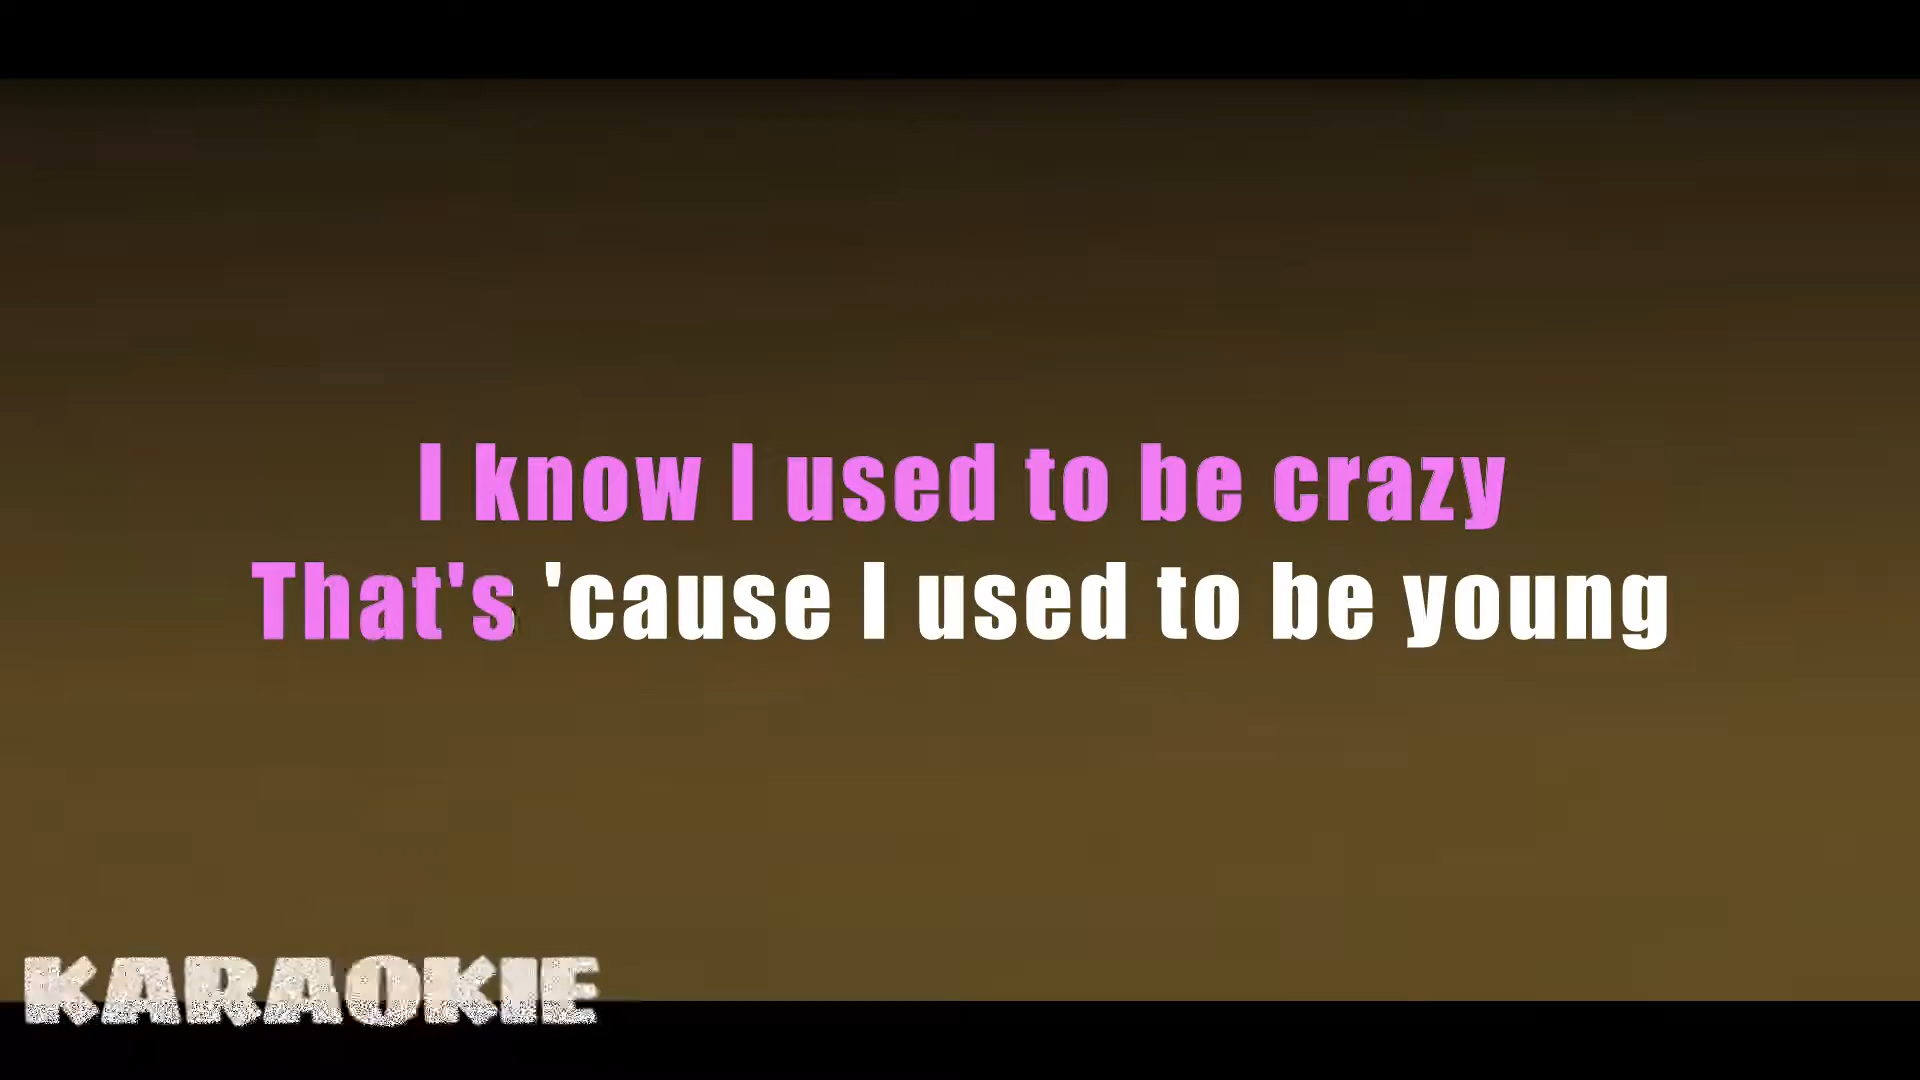 I know I used to be crazy
That's 'cause I used to be young
KARAOKIE